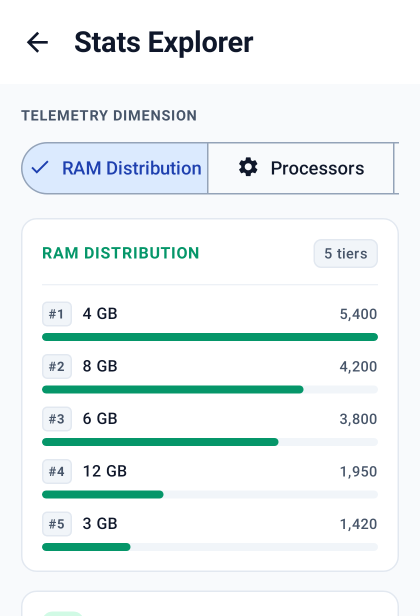 Stats Explorer
TELEMETRY DIMENSION
RAM Distribution Processors
RAM DISTRIBUTION 5 tiers
#1 4 GB 5,400
#2 8 GB 4,200
#3 6 GB 3,800
#4 12 GB 1,950
#5 3 GB 1,420